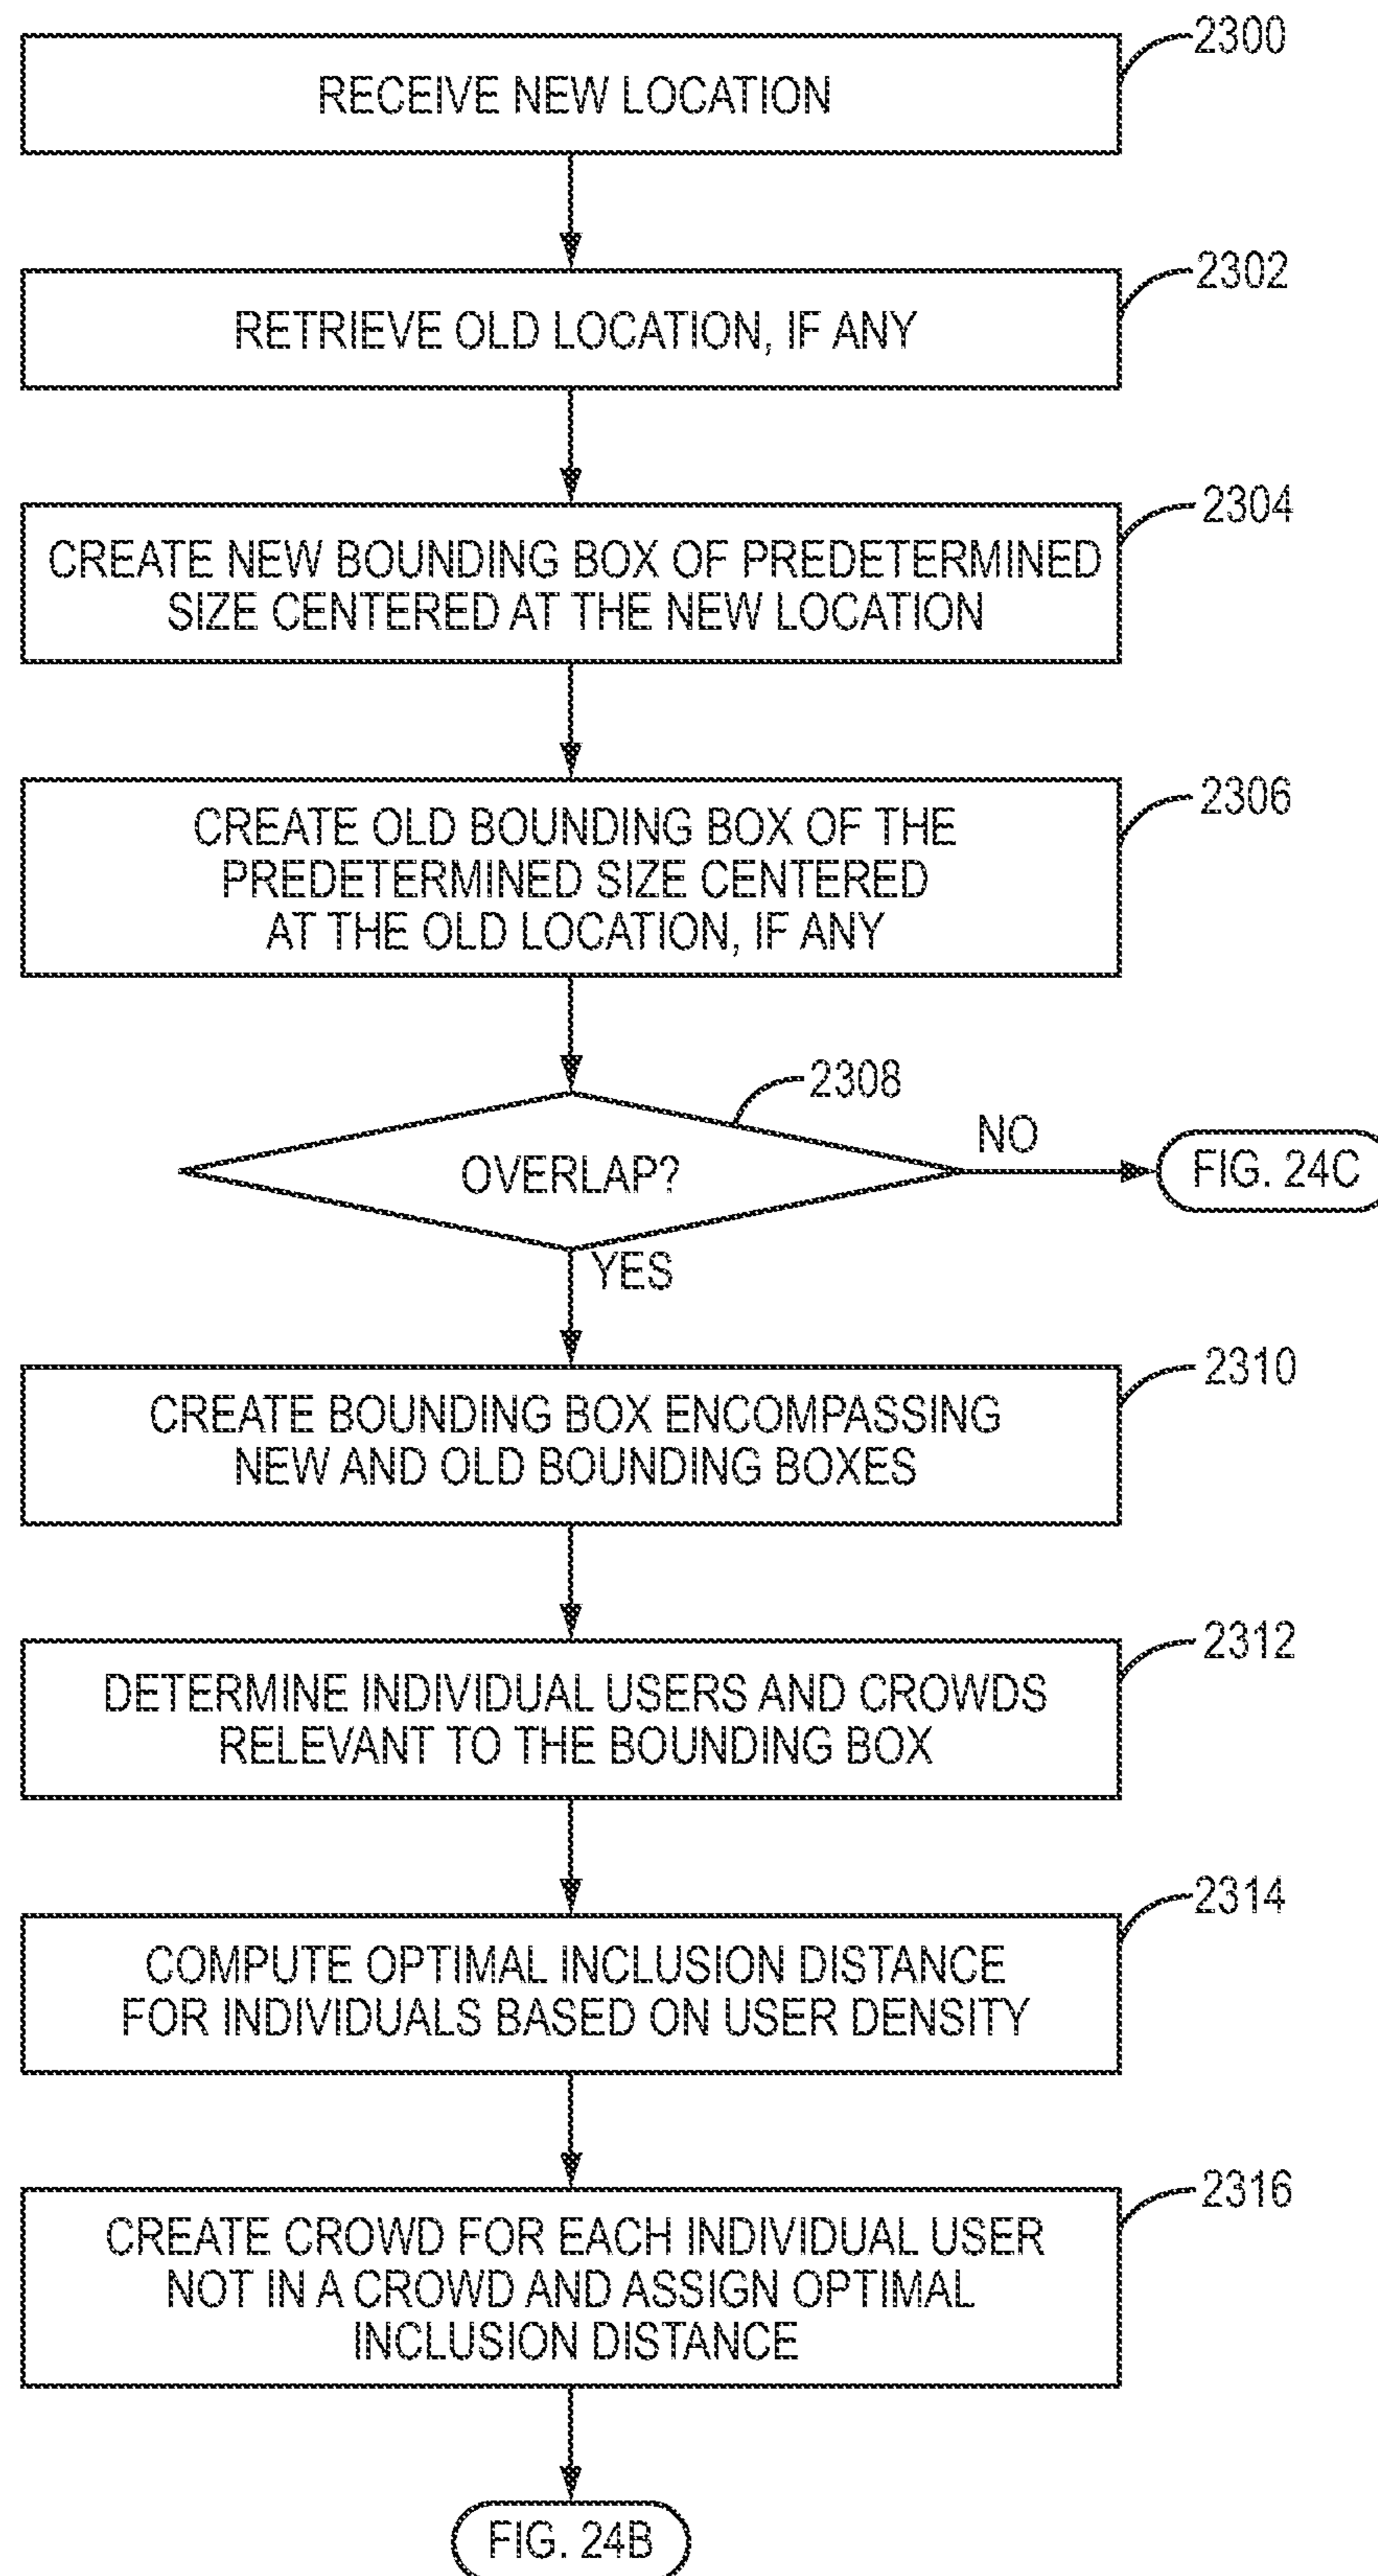 2300
RECEIVE NEW LOCATION
2302
RETRIEVE OLD LOCATION, IF ANY
2304
CREATE NEW BOUNDING BOX OF PREDETERMINED
SIZE CENTERED AT THE NEW LOCATION
2306
CREATE OLD BOUNDING BOX OF THE
PREDETERMINED SIZE CENTERED
AT THE OLD LOCATION, IF ANY
2308
OVERLAP?
NO
FIG. 24C
YES
2310
CREATE BOUNDING BOX ENCOMPASSING
NEW AND OLD BOUNDING BOXES
2312
DETERMINE INDIVIDUAL USERS AND CROWDS
RELEVANT TO THE BOUNDING BOX
2314
COMPUTE OPTIMAL INCLUSION DISTANCE
FOR INDIVIDUALS BASED ON USER DENSITY
2316
CREATE CROWD FOR EACH INDIVIDUAL USER
NOT IN A CROWD AND ASSIGN OPTIMAL
INCLUSION DISTANCE
FIG. 24B